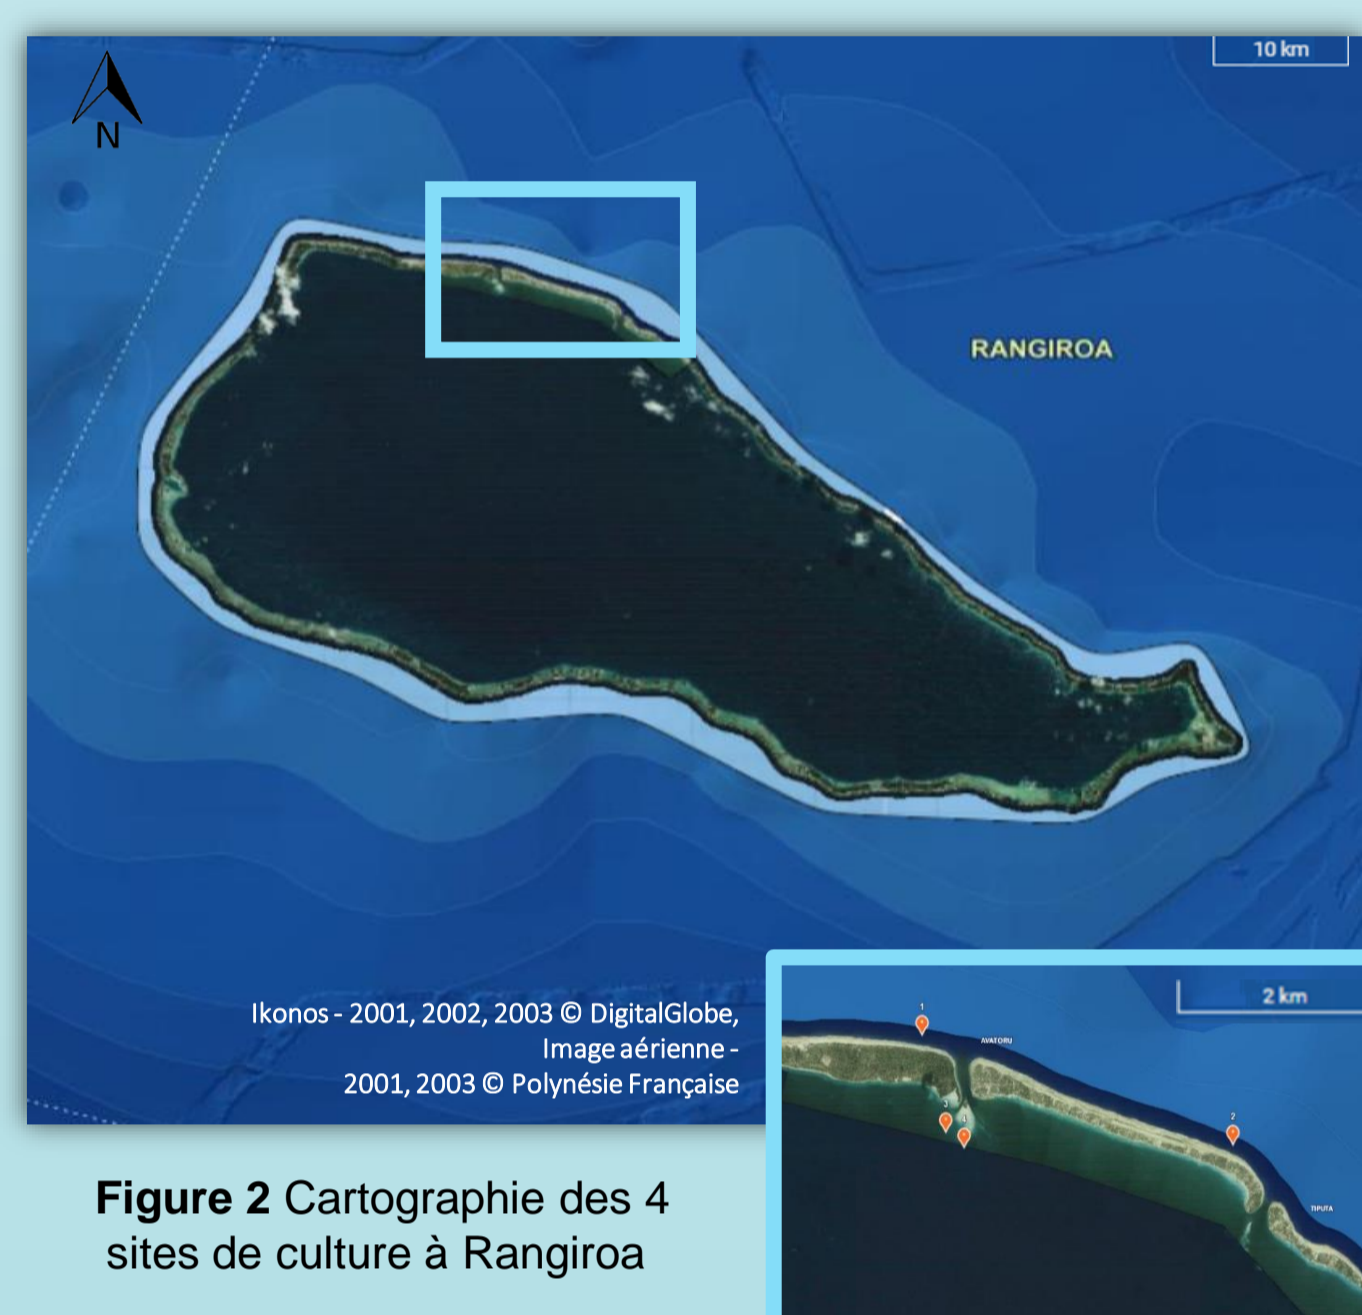 N
10 km
RANGIROA
Ikonos - 2001, 2002, 2003 © DigitalGlobe,
Image aérienne -
2001, 2003 © Polynésie Française
2 km
1
AVATORU
3
4
2
TIPUTA
Figure 2 Cartographie des 4
sites de culture à Rangiroa